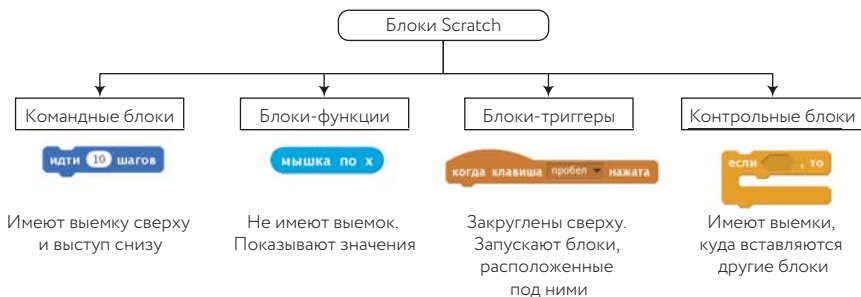 Блоки Scratch
Командные блоки
Блоки-функции
Блоки-триггеры
Контрольные блоки
идти 10 шагов
мышка по x
когда клавиша пробел нажата
если , то
Имеют выемку сверху
и выступ снизу
Не имеют выемок.
Показывают значения
Закруглены сверху.
Запускают блоки,
расположенные
под ними
Имеют выемки,
куда вставляются
другие блоки